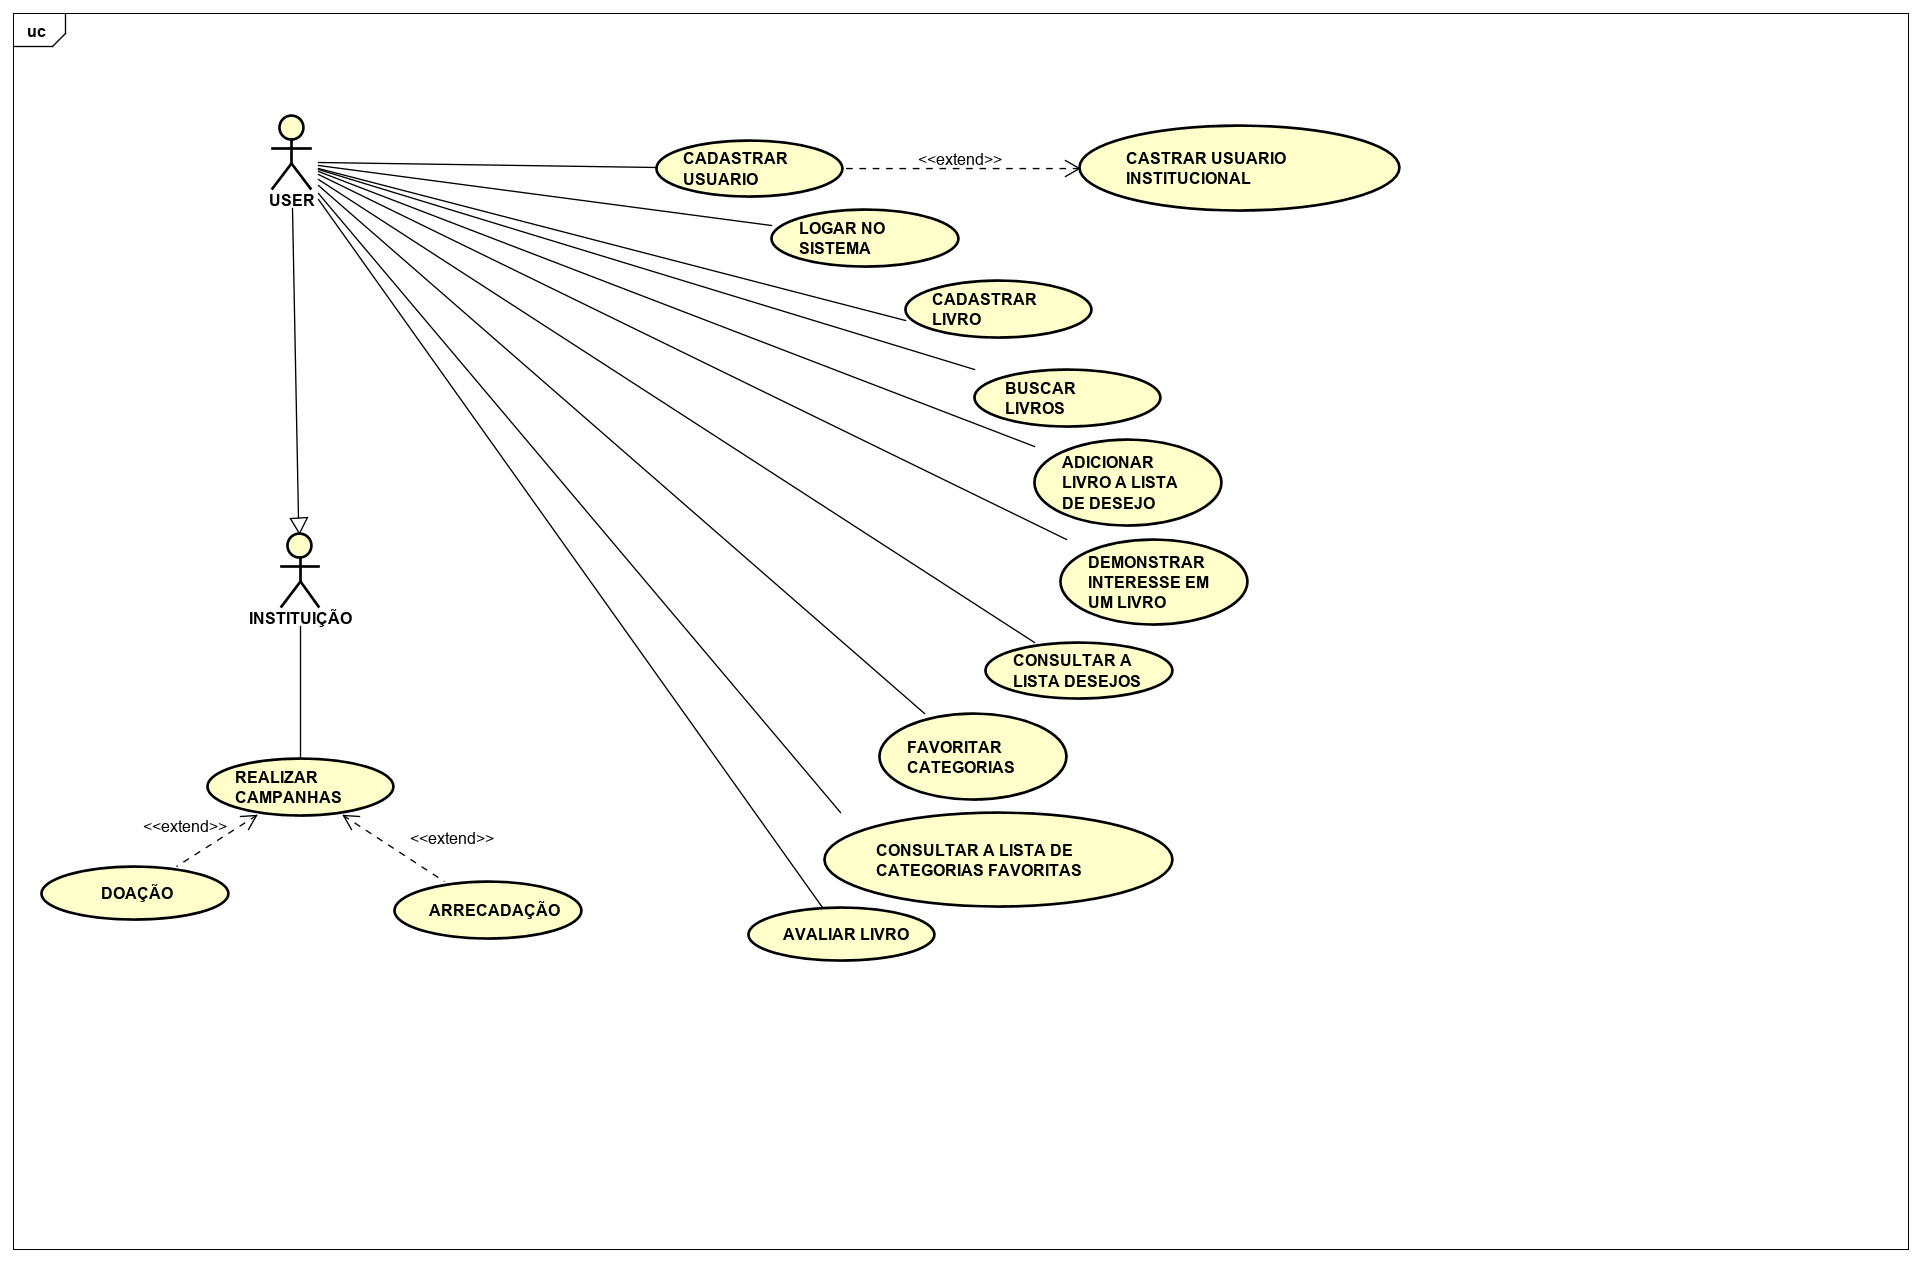 uc
USER
CADASTRAR
USUARIO
<<extend>>
CASTRAR USUARIO
INSTITUCIONAL
LOGAR NO
SISTEMA
CADASTRAR
LIVRO
BUSCAR
LIVROS
ADICIONAR
LIVRO A LISTA
DE DESEJO
DEMONSTRAR
INTERESSE EM
UM LIVRO
INSTITUIÇÃO
CONSULTAR A
LISTA DESEJOS
FAVORITAR
CATEGORIAS
REALIZAR
CAMPANHAS
<<extend>>
<<extend>>
CONSULTAR A LISTA DE
CATEGORIAS FAVORITAS
DOAÇÃO
ARRECADAÇÃO
AVALIAR LIVRO